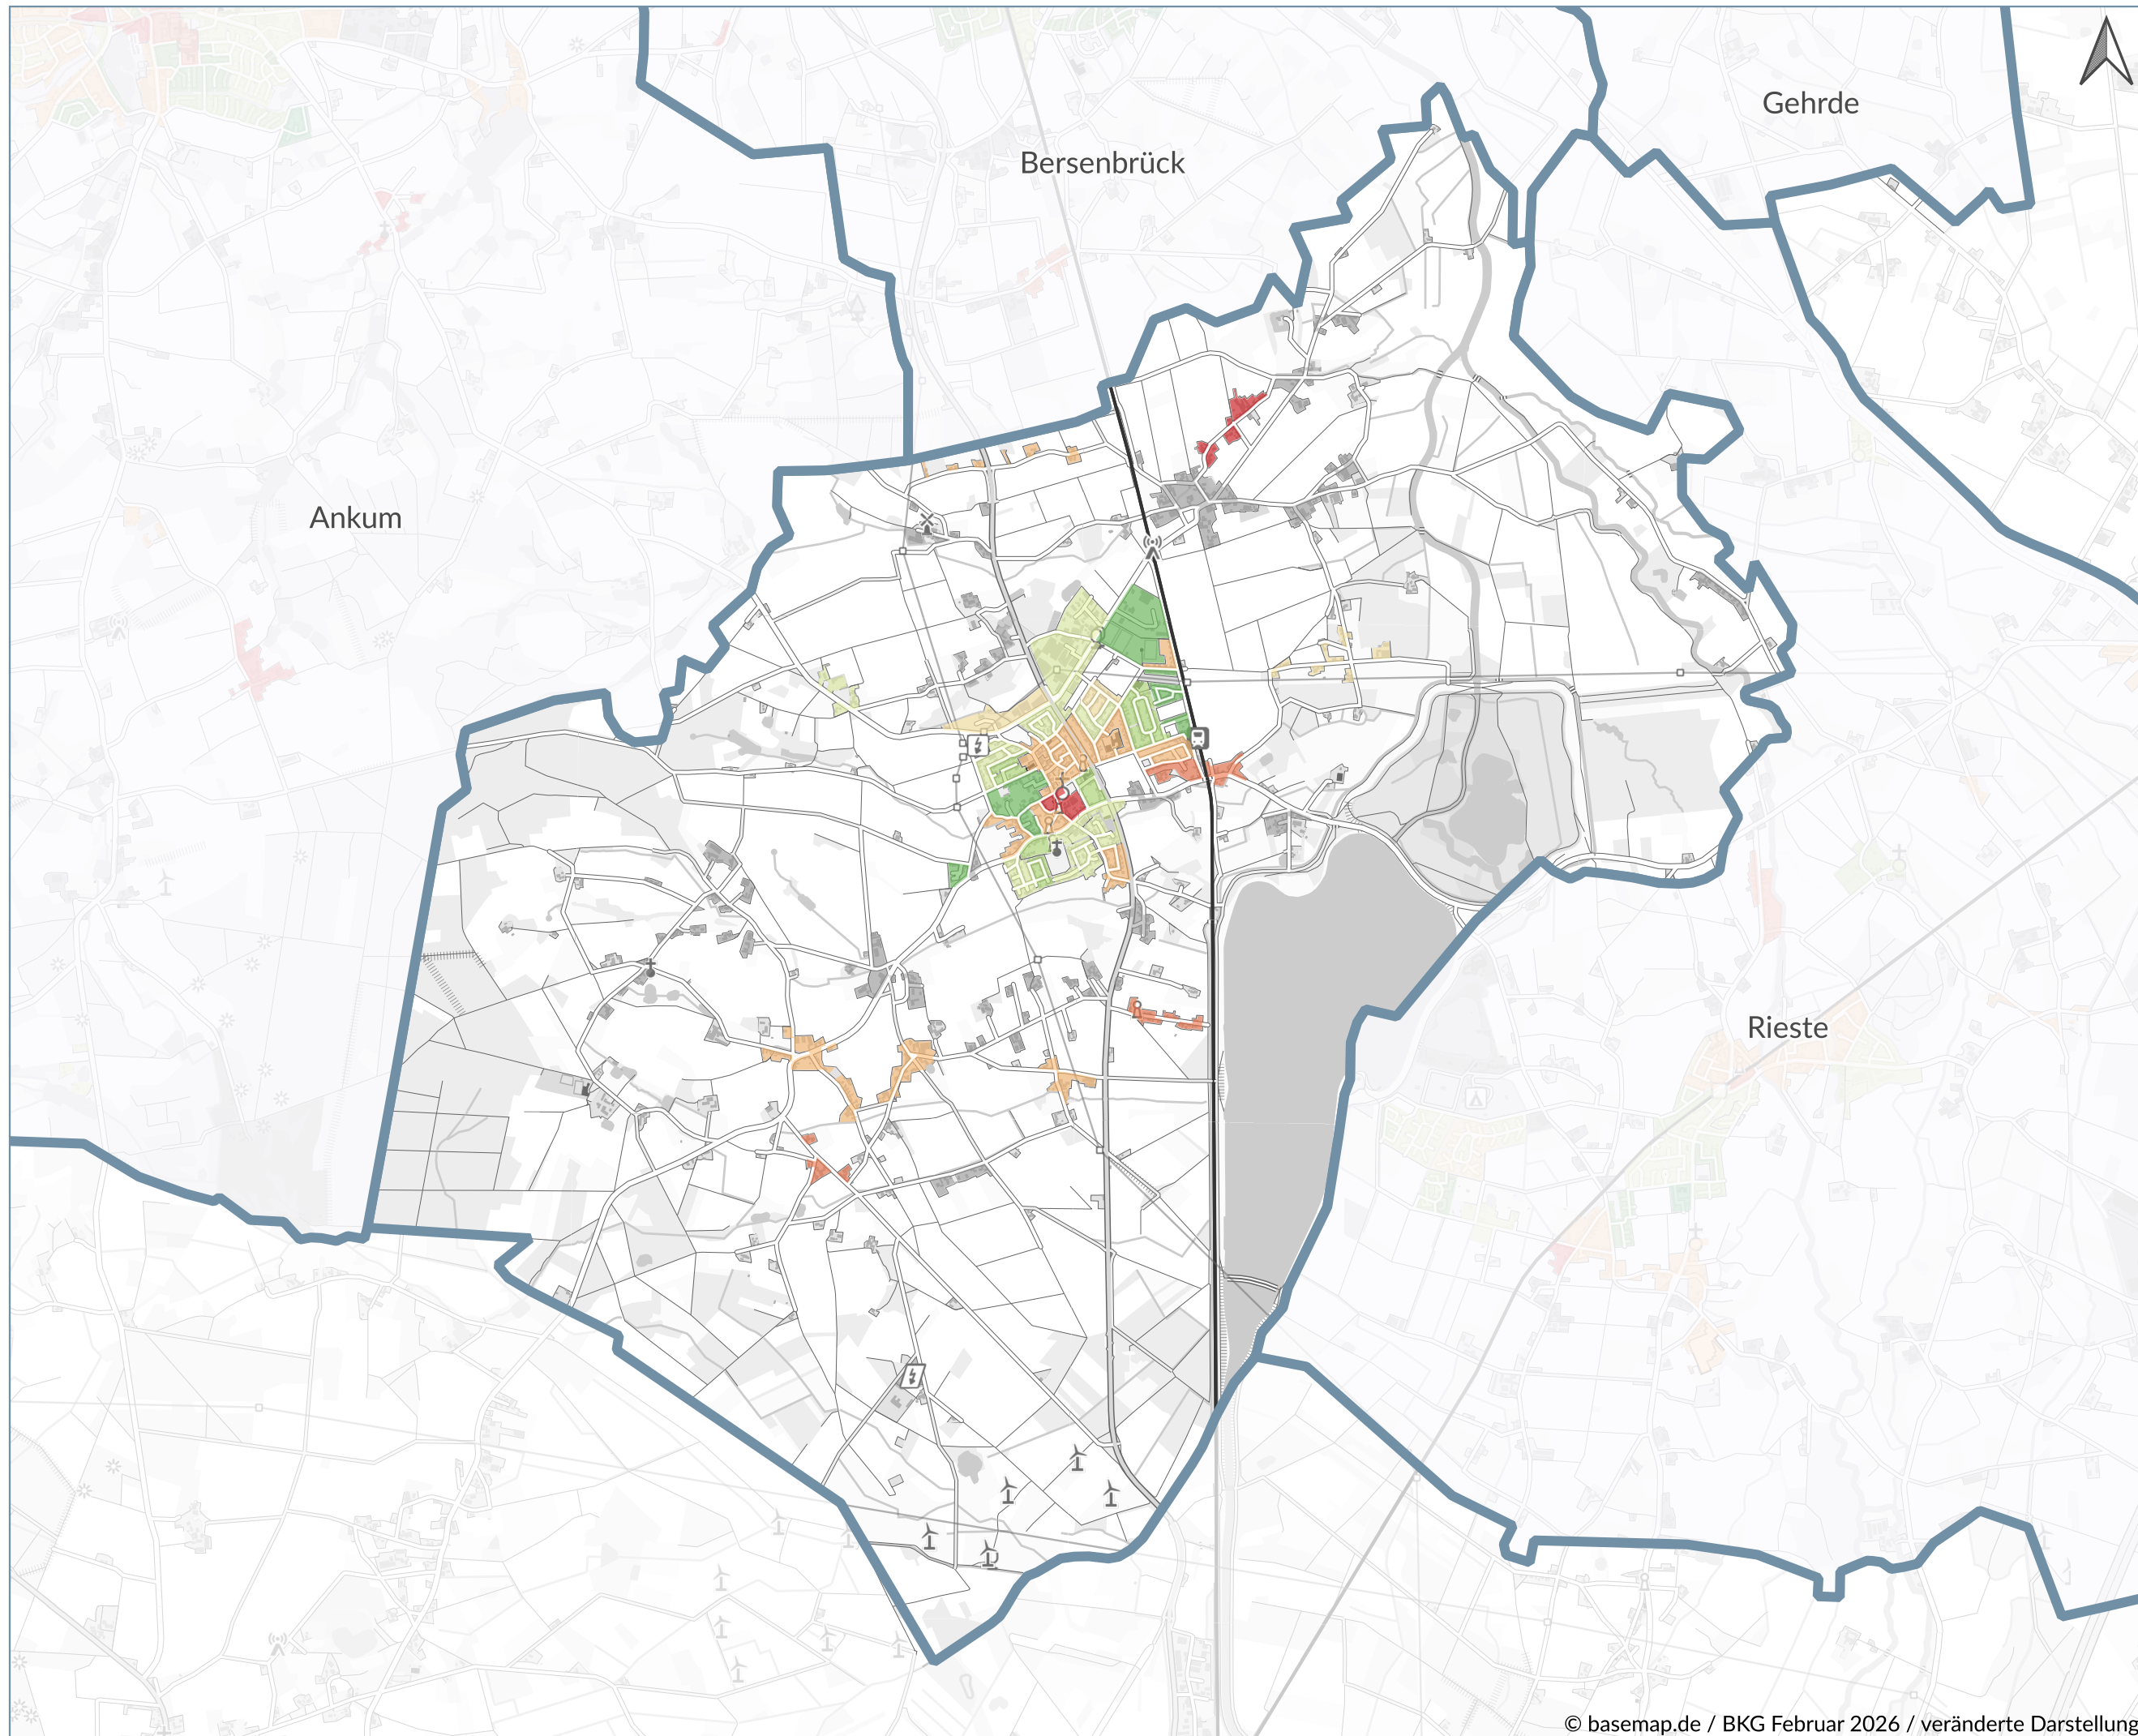 Gehrde
Bersenbrück
Ankum
Rieste
© basemap.de / BKG Februar 2026 / veränderte Darstellung